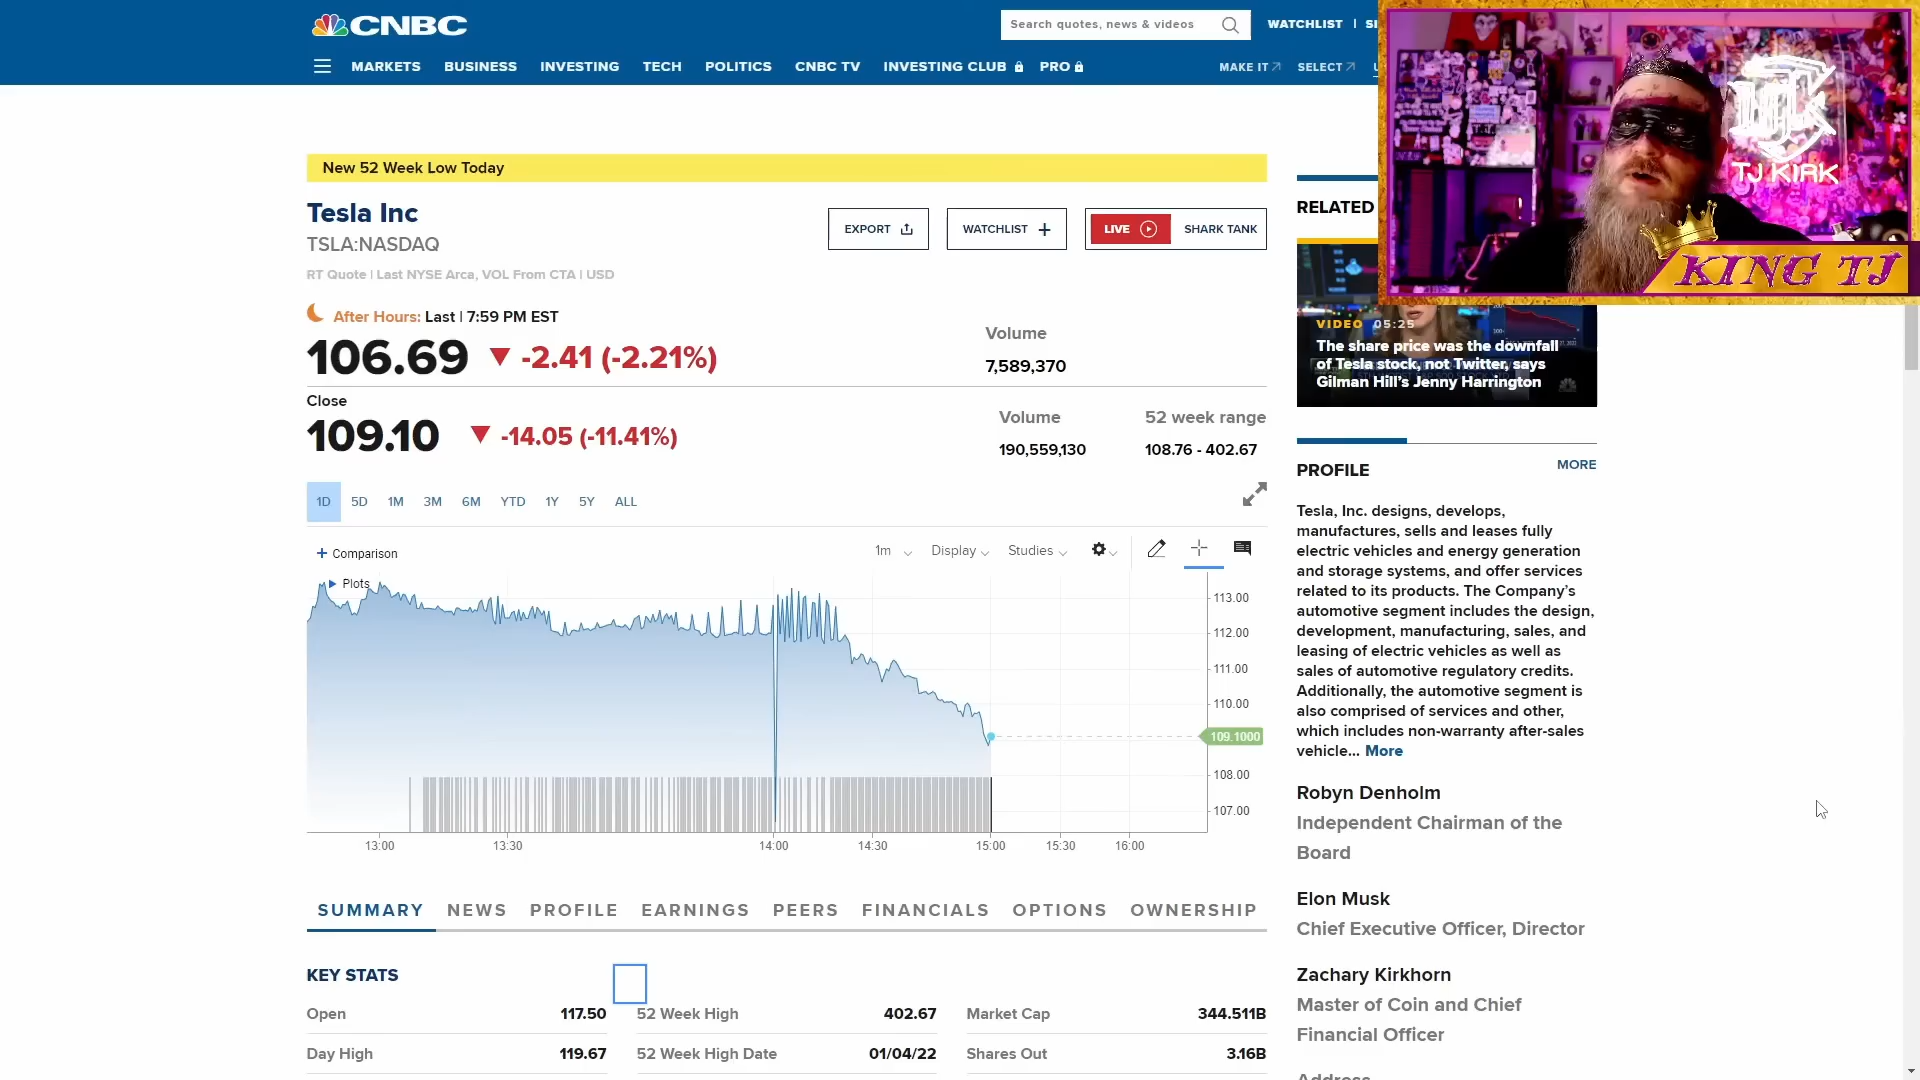 CNBC
Search quotes, news & videos
WATCHLIST | SI
MARKETS BUSINESS INVESTING TECH POLITICS CNBC TV INVESTING CLUB PRO
MAKE IT SELECT
TJ KIRK
KING TJ
New 52 Week Low Today
Tesla Inc
TSLA:NASDAQ
RT Quote | Last NYSE Arca, VOL From CTA | USD
EXPORT
WATCHLIST +
LIVE SHARK TANK
After Hours: Last | 7:59 PM EST
106.69 ▼ -2.41 (-2.21%)
Volume
7,589,370
Close
109.10 ▼ -14.05 (-11.41%)
Volume
190,559,130
52 week range
108.76 - 402.67
1D 5D 1M 3M 6M YTD 1Y 5Y ALL
+ Comparison
1m Display Studies
Plots
113.00
112.00
111.00
110.00
109.1000
108.00
107.00
13:00 13:30 14:00 14:30 15:00 15:30 16:00
SUMMARY NEWS PROFILE EARNINGS PEERS FINANCIALS OPTIONS OWNERSHIP
KEY STATS
Open 117.50
52 Week High 402.67
Market Cap 344.511B
Day High 119.67
52 Week High Date 01/04/22
Shares Out 3.16B
RELATED
VIDEO 05:25
The share price was the downfall
of Tesla stock, not Twitter, says
Gilman Hill's Jenny Harrington
PROFILE
MORE
Tesla, Inc. designs, develops,
manufactures, sells and leases fully
electric vehicles and energy generation
and storage systems, and offer services
related to its products. The Company's
automotive segment includes the design,
development, manufacturing, sales, and
leasing of electric vehicles as well as
sales of automotive regulatory credits.
Additionally, the automotive segment is
also comprised of services and other,
which includes non-warranty after-sales
vehicle... More
Robyn Denholm
Independent Chairman of the
Board
Elon Musk
Chief Executive Officer, Director
Zachary Kirkhorn
Master of Coin and Chief
Financial Officer
Address